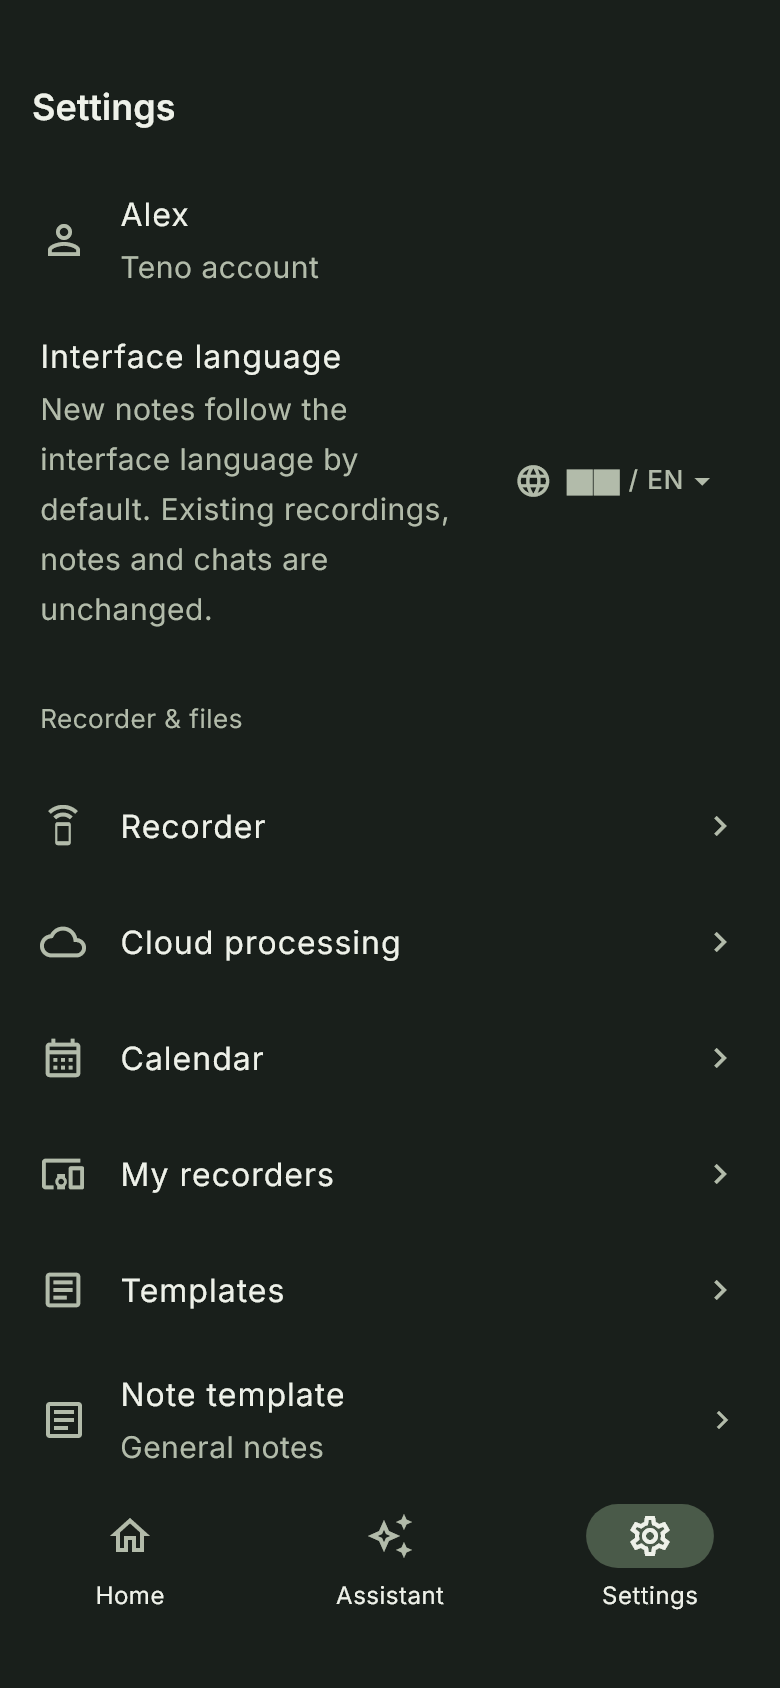 Settings
Alex
Teno account
Interface language
New notes follow the
interface language by
default. Existing recordings,
notes and chats are
unchanged.
/ EN
Recorder & files
Recorder
Cloud processing
Calendar
My recorders
Templates
Note template
General notes
Home
Assistant
Settings